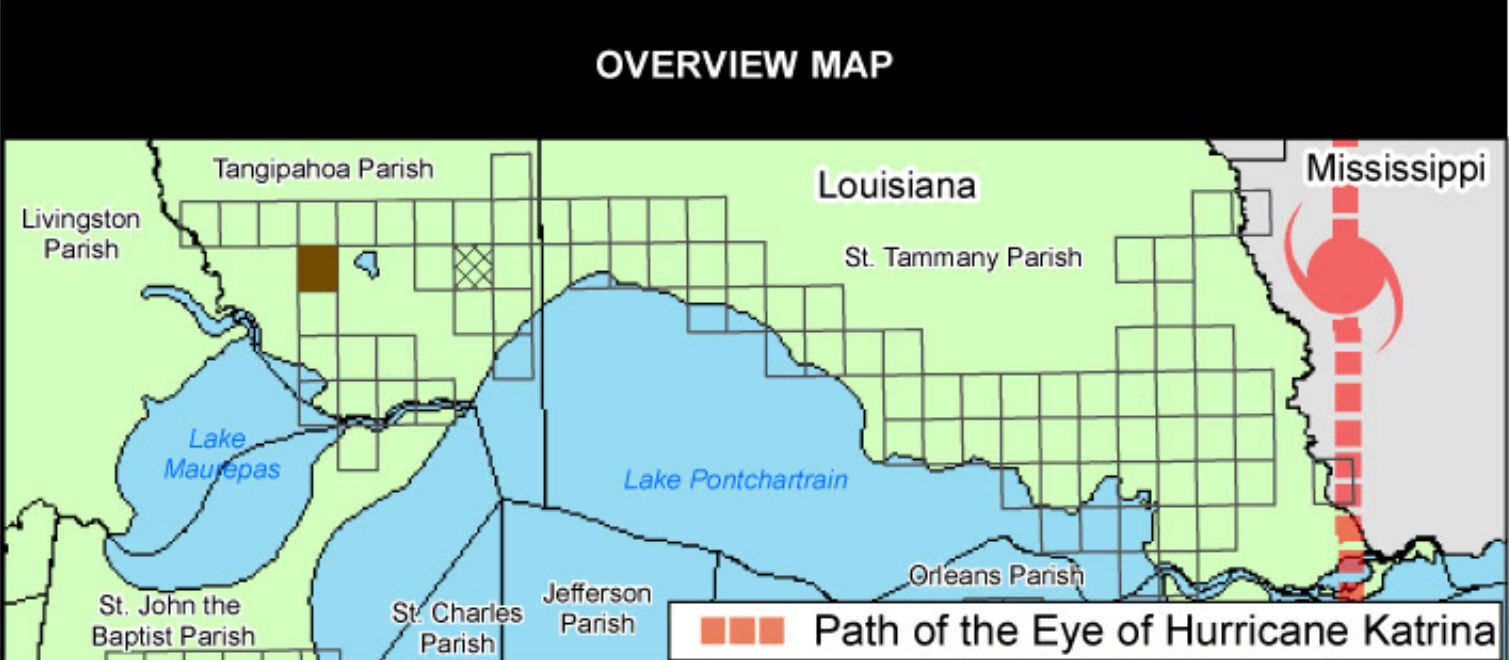 OVERVIEW MAP
Tangipahoa Parish
Mississippi
Louisiana
Livingston
Parish
St. Tammany Parish
Lake
Maurepas
Lake Pontchartrain
Orleans Parish
St. John the
Baptist Parish
St. Charles
Parish
Jefferson
Parish
Path of the Eye of Hurricane Katrina